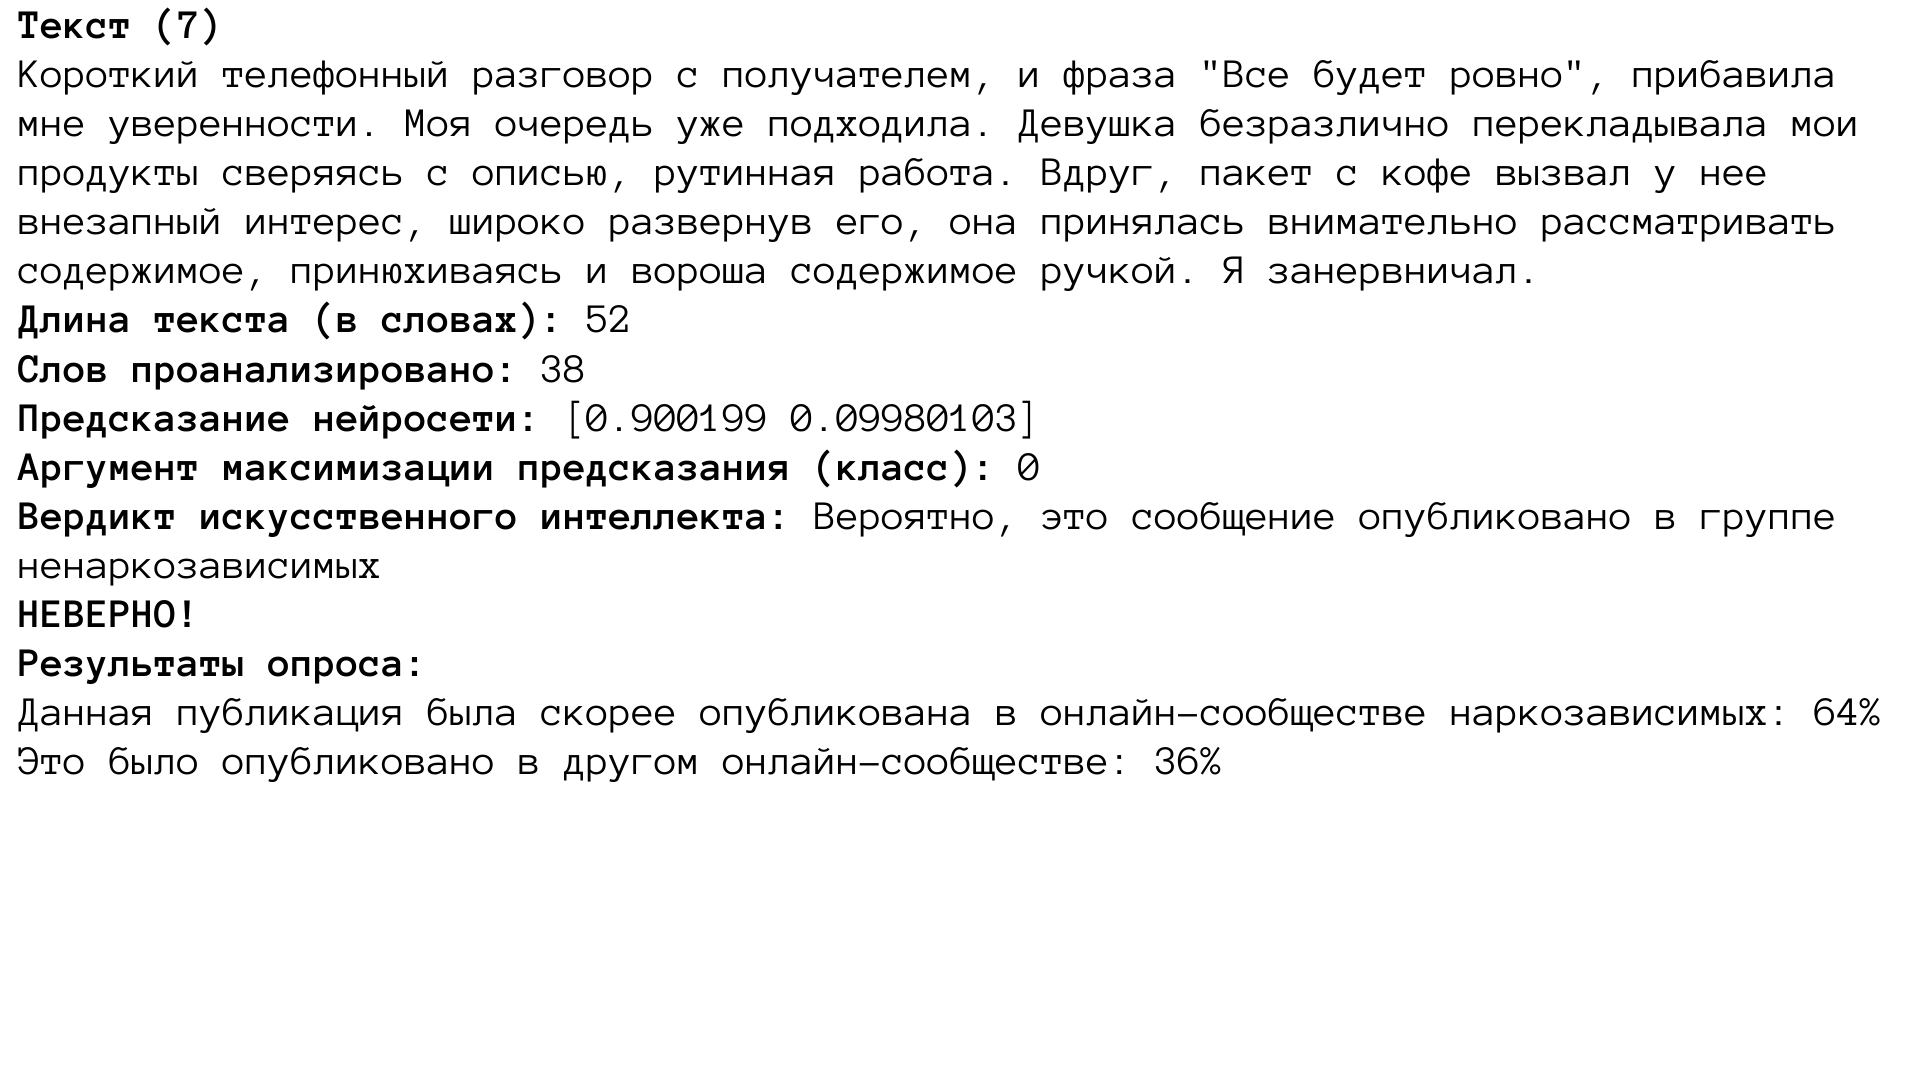 Текст (7)
Короткий телефонный разговор с получателем, и фраза "Все будет ровно", прибавила
мне уверенности. Моя очередь уже подходила. Девушка безразлично перекладывала мои
продукты сверяясь с описью, рутинная работа. Вдруг, пакет с кофе вызвал у нее
внезапный интерес, широко развернув его, она принялась внимательно рассматривать
содержимое, принюхиваясь и вороша содержимое ручкой. Я занервничал.
Длина текста (в словах): 52
Слов проанализировано: 38
Предсказание нейросети: [0.900199 0.09980103]
Аргумент максимизации предсказания (класс): 0
Вердикт искусственного интеллекта: Вероятно, это сообщение опубликовано в группе
ненаркозависимых
НЕВЕРНО!
Результаты опроса:
Данная публикация была скорее опубликована в онлайн-сообществе наркозависимых: 64%
Это было опубликовано в другом онлайн-сообществе: 36%